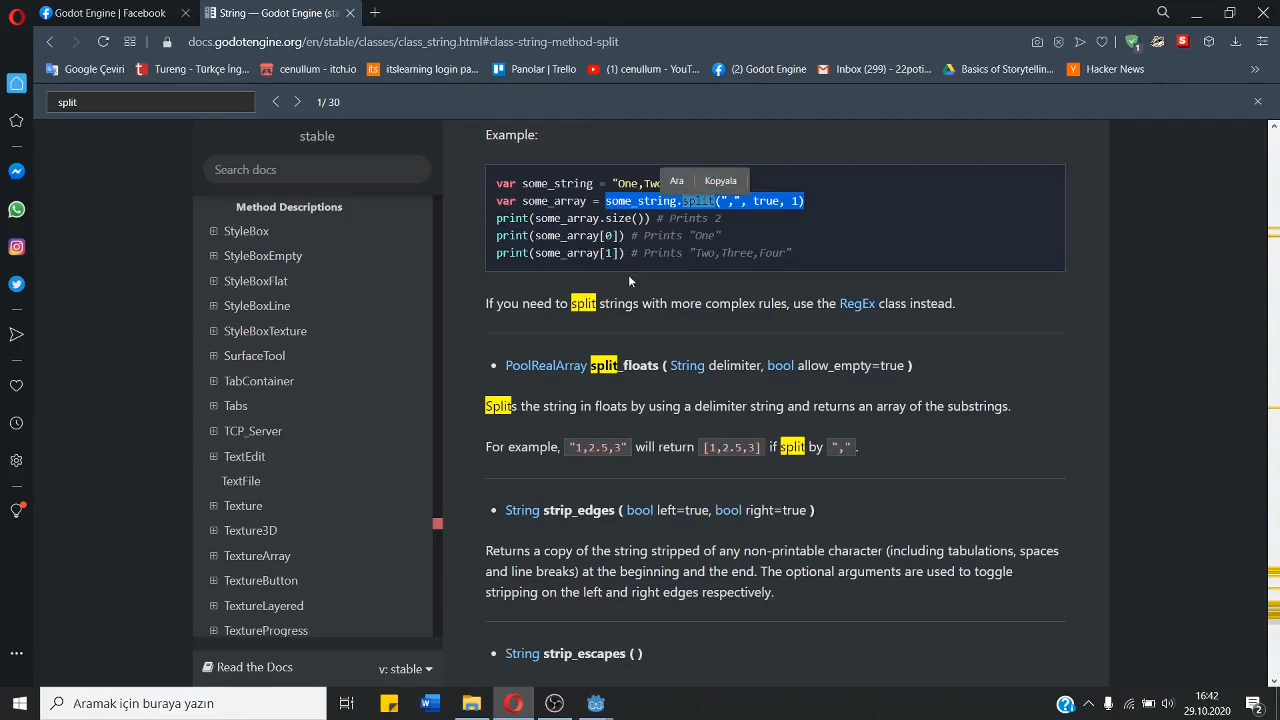 Godot Engine | Facebook
String — Godot Engine (sta
docs.godotengine.org/en/stable/classes/class_string.html#class-string-method-split
Google Çeviri
Tureng - Türkçe İng...
cenullum - itch.io
its
itslearning login pa...
Panolar | Trello
cenullum - YouT...
(2) Godot Engine
Inbox (299) - 22poti...
Basics of Storytellin...
Hacker News
split
1/ 30
stable
Search docs
Method Descriptions
StyleBox
StyleBoxEmpty
StyleBoxFlat
StyleBoxLine
StyleBoxTexture
SurfaceTool
TabContainer
Tabs
TCP_Server
TextEdit
TextFile
Texture
Texture3D
TextureArray
TextureButton
TextureLayered
TextureProgress
Read the Docs
v: stable
Example:
Ara
Kopyala
var some_string = "One,Two
var some_array = some_string.split(",", true, 1)
print(some_array.size()) # Prints 2
print(some_array[0]) # Prints "One"
print(some_array[1]) # Prints "Two,Three,Four"
If you need to split strings with more complex rules, use the RegEx class instead.
PoolRealArray split_floats ( String delimiter, bool allow_empty=true )
Splits the string in floats by using a delimiter string and returns an array of the substrings.
For example, "1,2.5,3" will return [1,2.5,3] if split by ",".
String strip_edges ( bool left=true, bool right=true )
Returns a copy of the string stripped of any non-printable character (including tabulations, spaces
and line breaks) at the beginning and the end. The optional arguments are used to toggle
stripping on the left and right edges respectively.
String strip_escapes ( )
Aramak için buraya yazın
16:42
29.10.2020
2